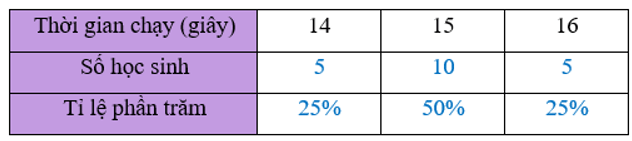 Thời gian chạy (giây) 14 15 16
Số học sinh 5 10 5
Tỉ lệ phần trăm 25% 50% 25%